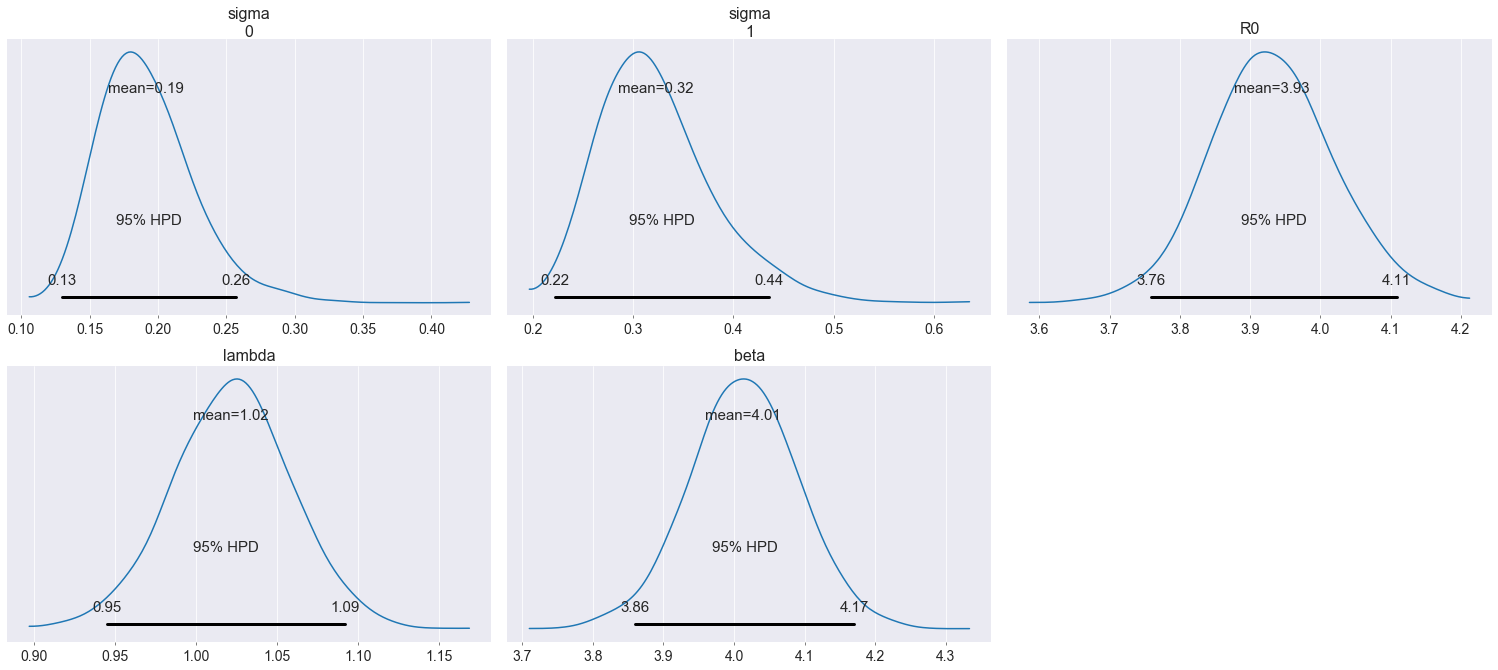 sigma
0
mean=0.19
95% HPD
0.13 0.26
0.10 0.15 0.20 0.25 0.30 0.35 0.40
sigma
1
mean=0.32
95% HPD
0.22 0.44
0.2 0.3 0.4 0.5 0.6
R0
mean=3.93
95% HPD
3.76 4.11
3.6 3.7 3.8 3.9 4.0 4.1 4.2
lambda
mean=1.02
95% HPD
0.95 1.09
0.90 0.95 1.00 1.05 1.10 1.15
beta
mean=4.01
95% HPD
3.86 4.17
3.7 3.8 3.9 4.0 4.1 4.2 4.3